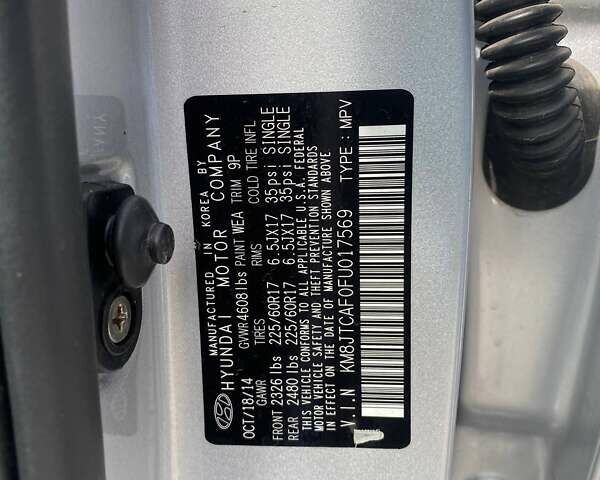 MANUFACTURED IN KOREA BY
HYUNDAI MOTOR COMPANY
OCT/18/14 GVWR 4608lbs PAINT WEA TRIM 9P
GAWR TIRES RIMS COLD TIRE INFL
FRONT 2326 lbs 225/60R17 6.5JX17 35psi SINGLE
REAR 2480 lbs 225/60R17 6.5JX17 35psi SINGLE
THIS VEHICLE CONFORMS TO ALL APPLICABLE U.S.A. FEDERAL
MOTOR VEHICLE SAFETY AND THEFT PREVENTION STANDARDS
IN EFFECT ON THE DATE OF MANUFACTURE SHOWN ABOVE
V.I.N KM8JTCAF0FU017569 TYPE : MPV